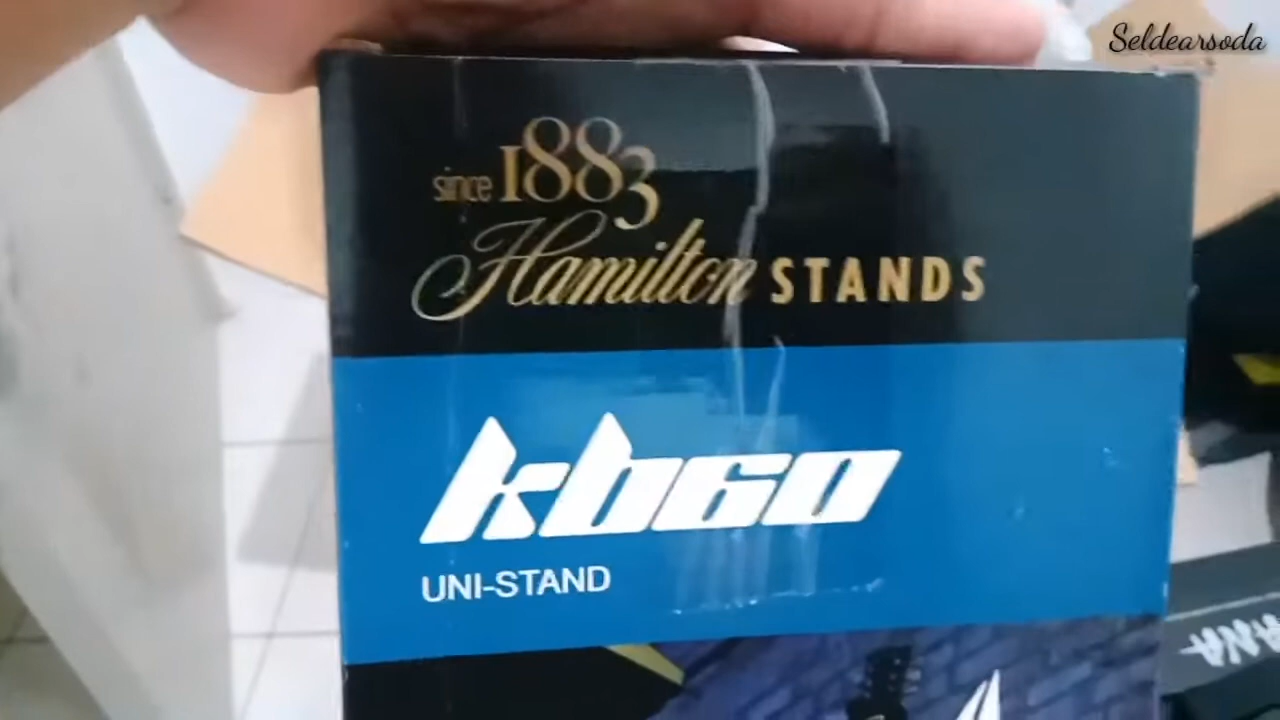 Seldearsoda
since 1883
Hamilton STANDS
kb60
UNI-STAND